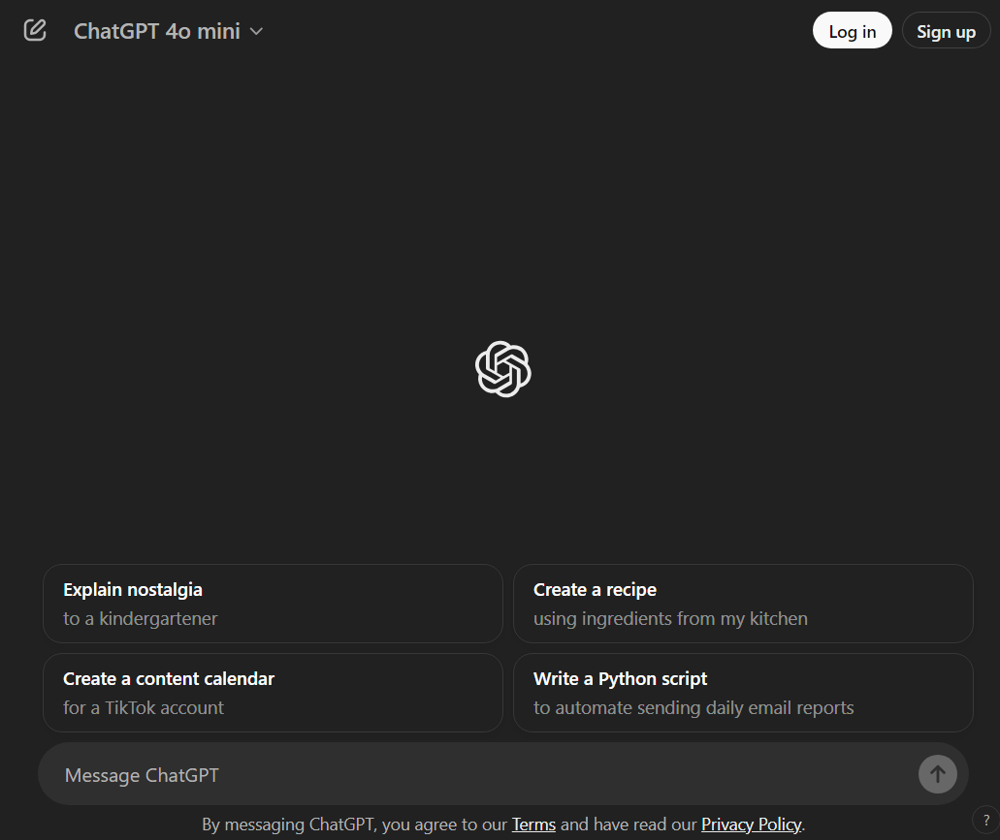 ChatGPT 4o mini
Log in
Sign up
Explain nostalgia
to a kindergartener
Create a recipe
using ingredients from my kitchen
Create a content calendar
for a TikTok account
Write a Python script
to automate sending daily email reports
Message ChatGPT
By messaging ChatGPT, you agree to our Terms and have read our Privacy Policy.
?